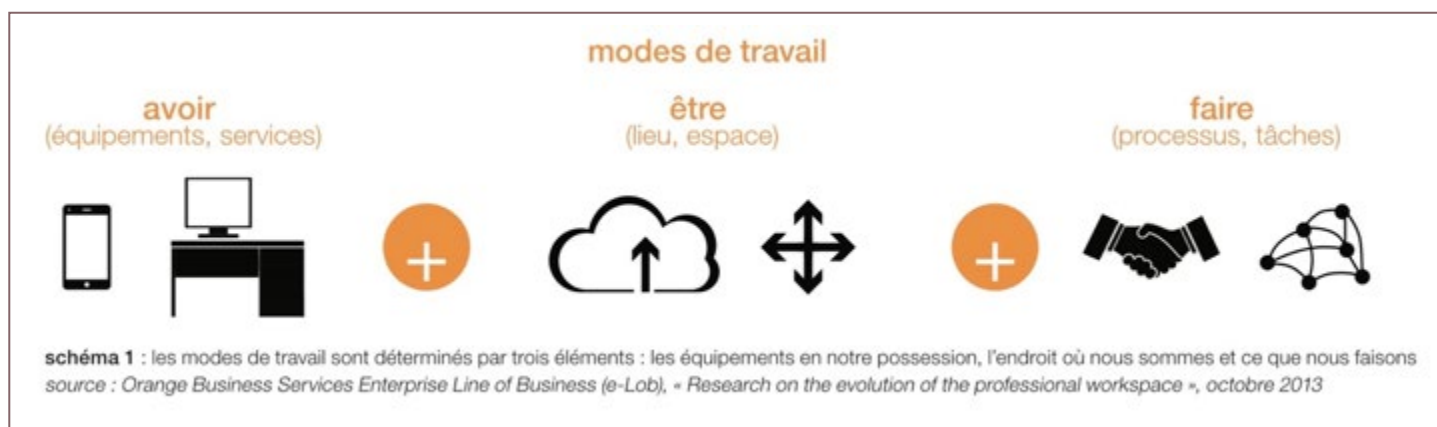 modes de travail
avoir
(équipements, services)
être
(lieu, espace)
faire
(processus, tâches)
+
+
schéma 1 : les modes de travail sont déterminés par trois éléments : les équipements en notre possession, l'endroit où nous sommes et ce que nous faisons
source : Orange Business Services Enterprise Line of Business (e-Lob), « Research on the evolution of the professional workspace », octobre 2013